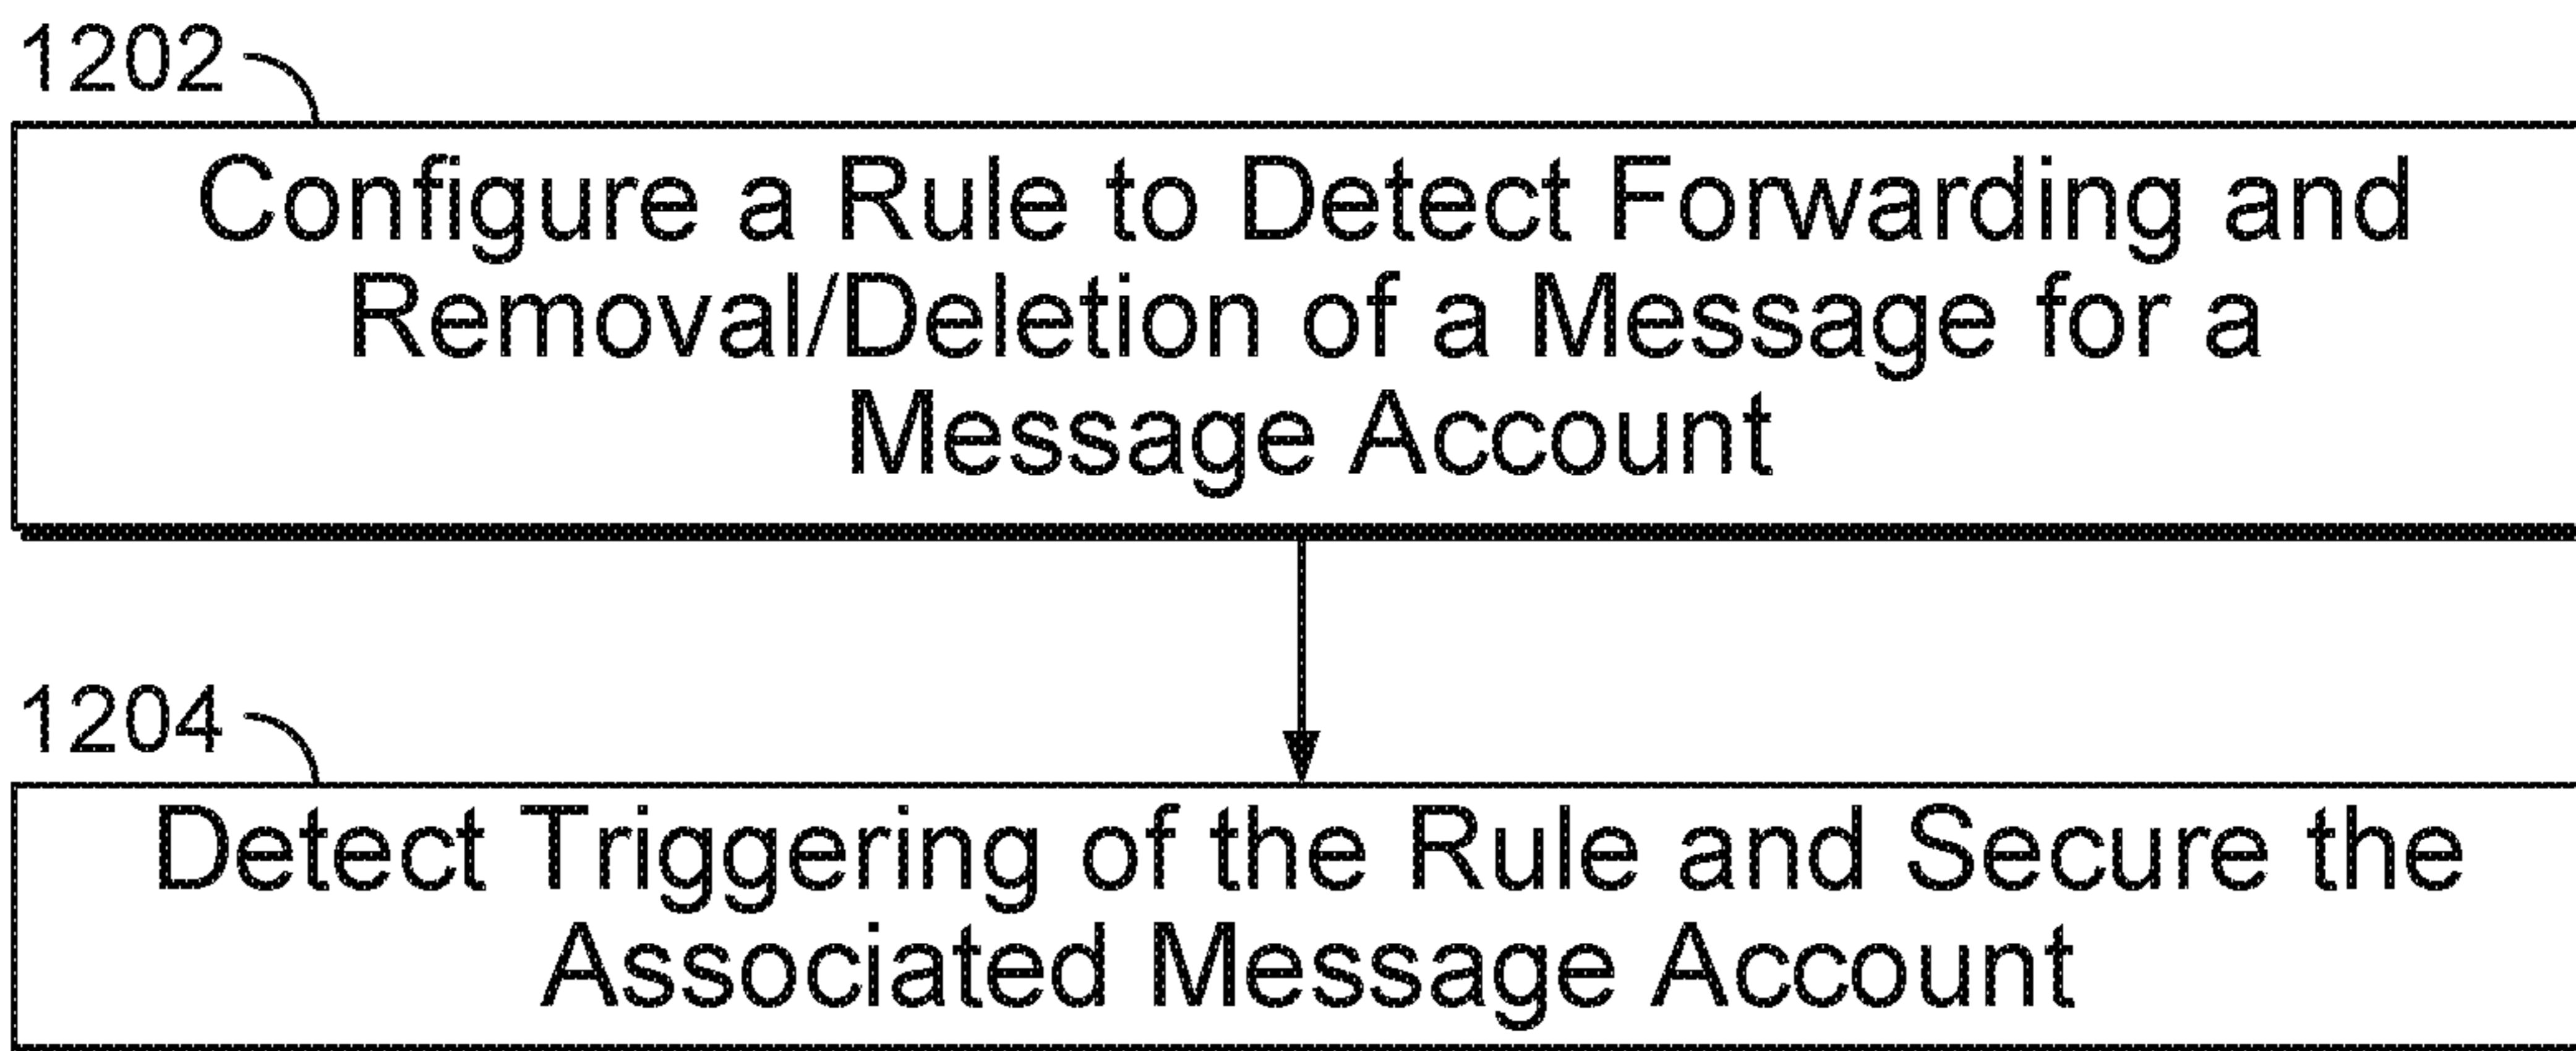 1202
Configure a Rule to Detect Forwarding and
Removal/Deletion of a Message for a
Message Account
1204
Detect Triggering of the Rule and Secure the
Associated Message Account